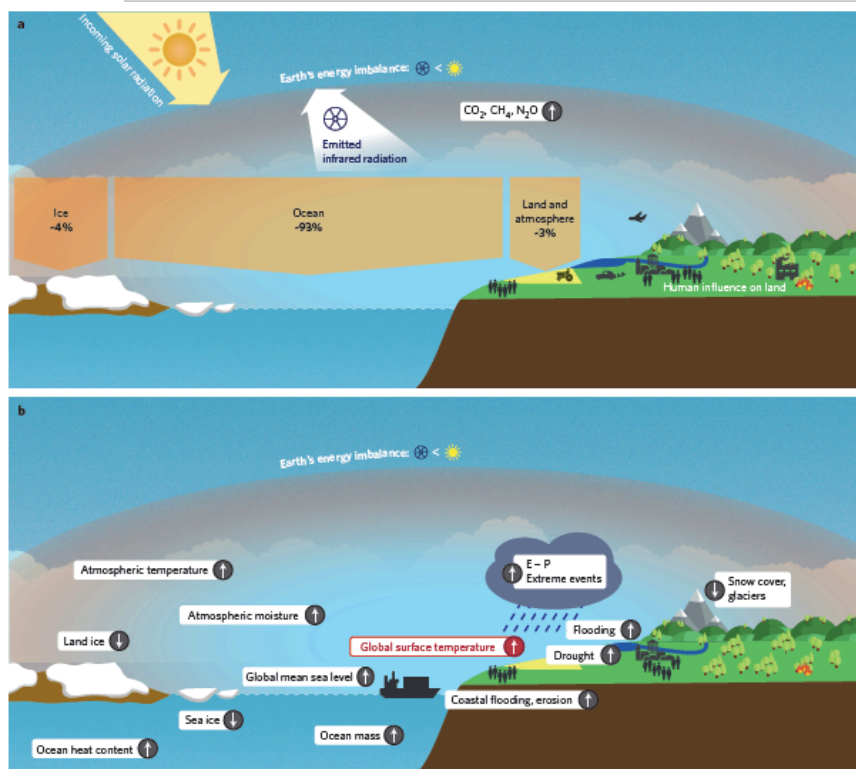 a
Incoming solar radiation
Earth's energy imbalance: <
CO₂, CH₄, N₂O ↑
Emitted
infrared radiation
Ice
~4%
Ocean
~93%
Land and
atmosphere
~3%
Human influence on land
b
Earth's energy imbalance: <
Atmospheric temperature ↑
E – P
Extreme events ↑
Snow cover,
glaciers ↓
Atmospheric moisture ↑
Flooding ↑
Land ice ↓
Global surface temperature ↑
Drought ↑
Global mean sea level ↑
Coastal flooding, erosion ↑
Sea ice ↓
Ocean mass ↑
Ocean heat content ↑